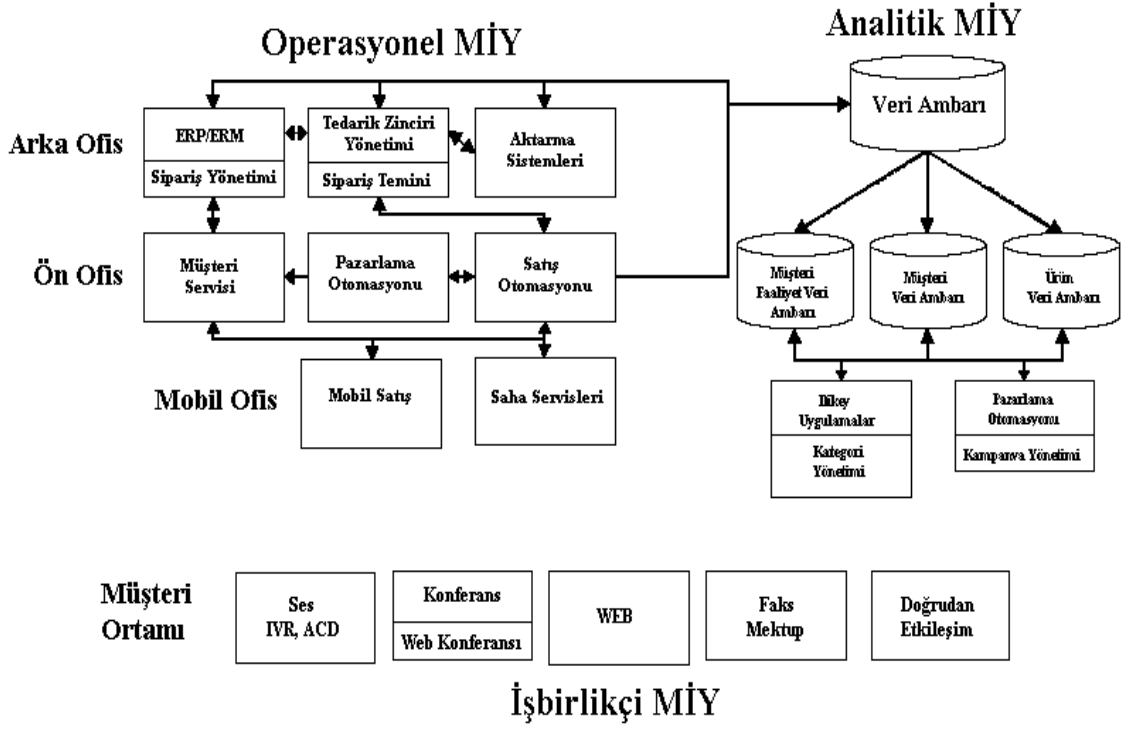 Operasyonel MİY
Analitik MİY
Veri Ambarı
Arka Ofis
ERP/ERM
Sipariş Yönetimi
Tedarik Zinciri
Yönetimi
Sipariş Temini
Aktarma
Sistemleri
Ön Ofis
Müşteri
Servisi
Pazarlama
Otomasyonu
Satış
Otomasyonu
Müşteri
Faaliyet Veri
Ambarı
Müşteri
Veri Ambarı
Ürün
Veri Ambarı
Mobil Ofis
Mobil Satış
Saha Servisleri
Uygulamalar
Kategori
Yönetimi
Pazarlama
Otomasyonu
Kampanya Yönetimi
Müşteri
Ortamı
Ses
IVR, ACD
Konferans
Web Konferansı
WEB
Faks
Mektup
Doğrudan
Etkileşim
İşbirlikçi MİY